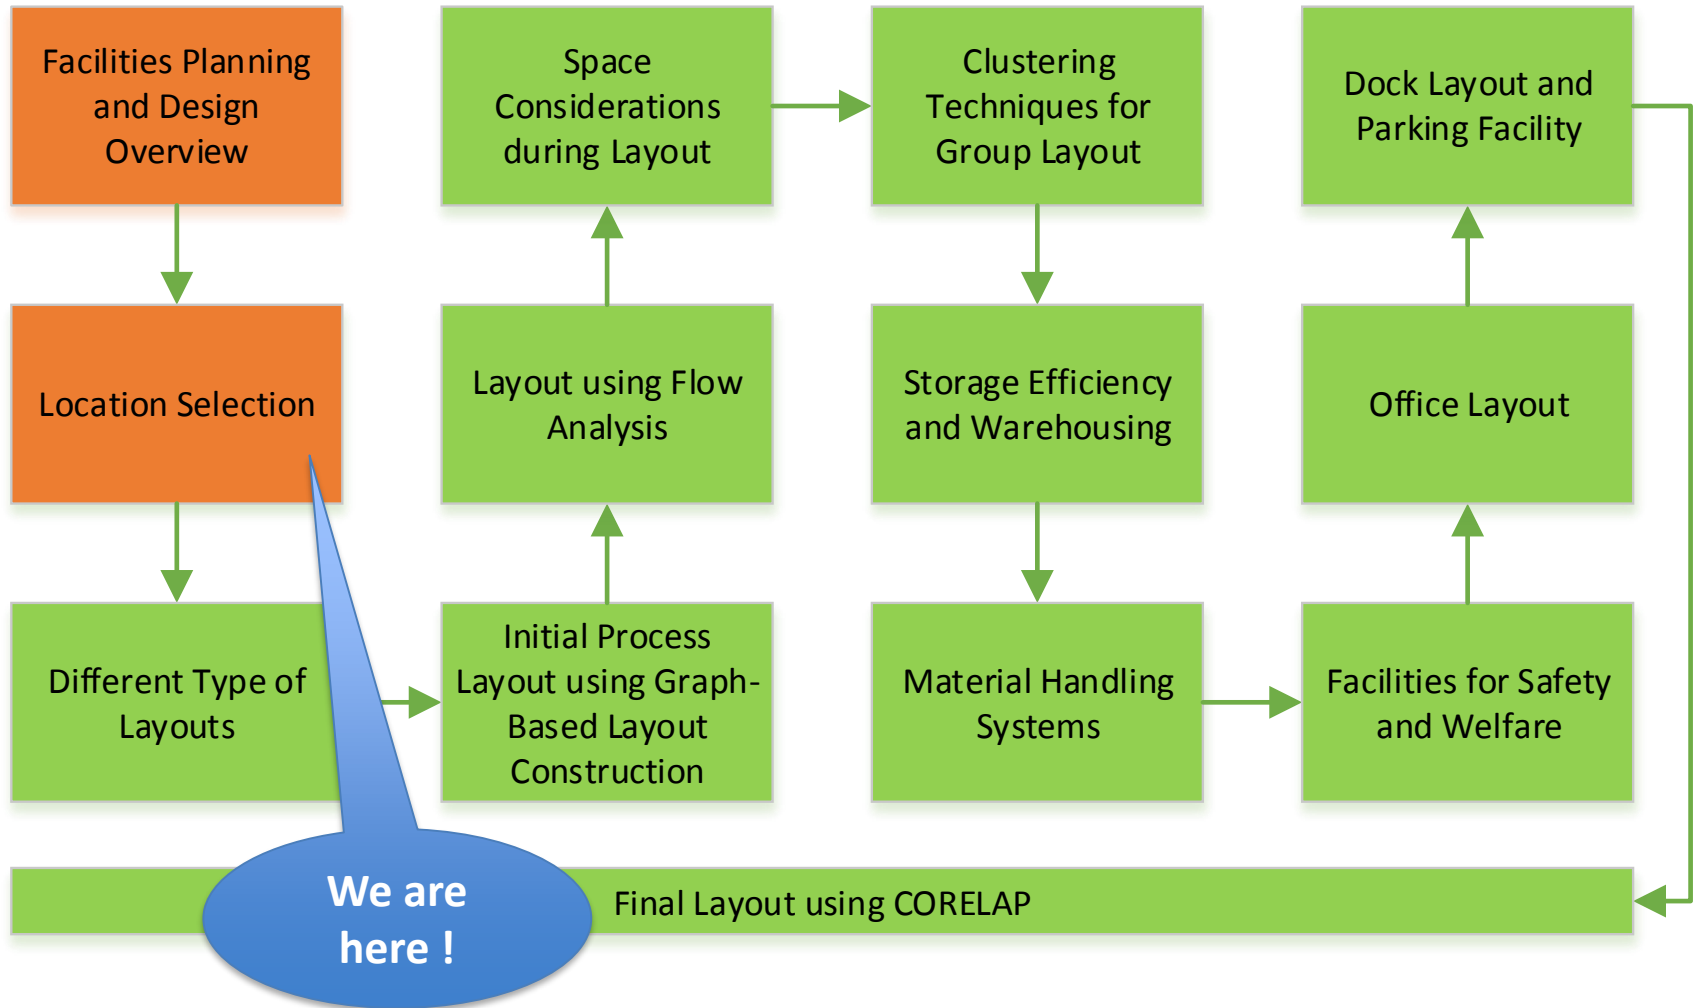 Facilities Planning
and Design
Overview
Location Selection
Different Type of
Layouts
Initial Process
Layout using Graph-
Based Layout
Construction
Layout using Flow
Analysis
Space
Considerations
during Layout
Clustering
Techniques for
Group Layout
Storage Efficiency
and Warehousing
Material Handling
Systems
Facilities for Safety
and Welfare
Office Layout
Dock Layout and
Parking Facility
Final Layout using CORELAP
We are
here !